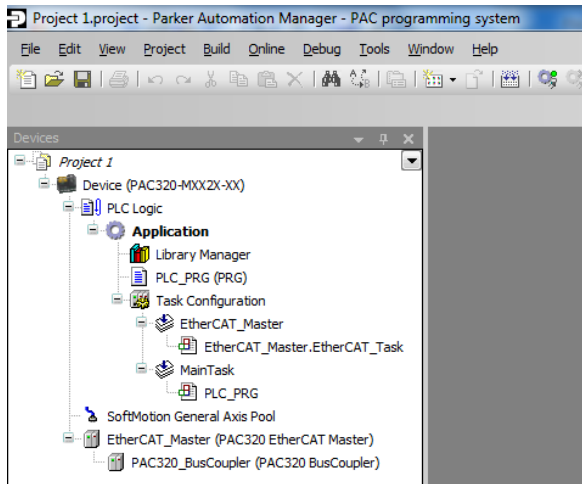 Project 1.project - Parker Automation Manager - PAC programming system
File Edit View Project Build Online Debug Tools Window Help
Devices
Project 1
Device (PAC320-MXX2X-XX)
PLC Logic
Application
Library Manager
PLC_PRG (PRG)
Task Configuration
EtherCAT_Master
EtherCAT_Master.EtherCAT_Task
MainTask
PLC_PRG
SoftMotion General Axis Pool
EtherCAT_Master (PAC320 EtherCAT Master)
PAC320_BusCoupler (PAC320 BusCoupler)